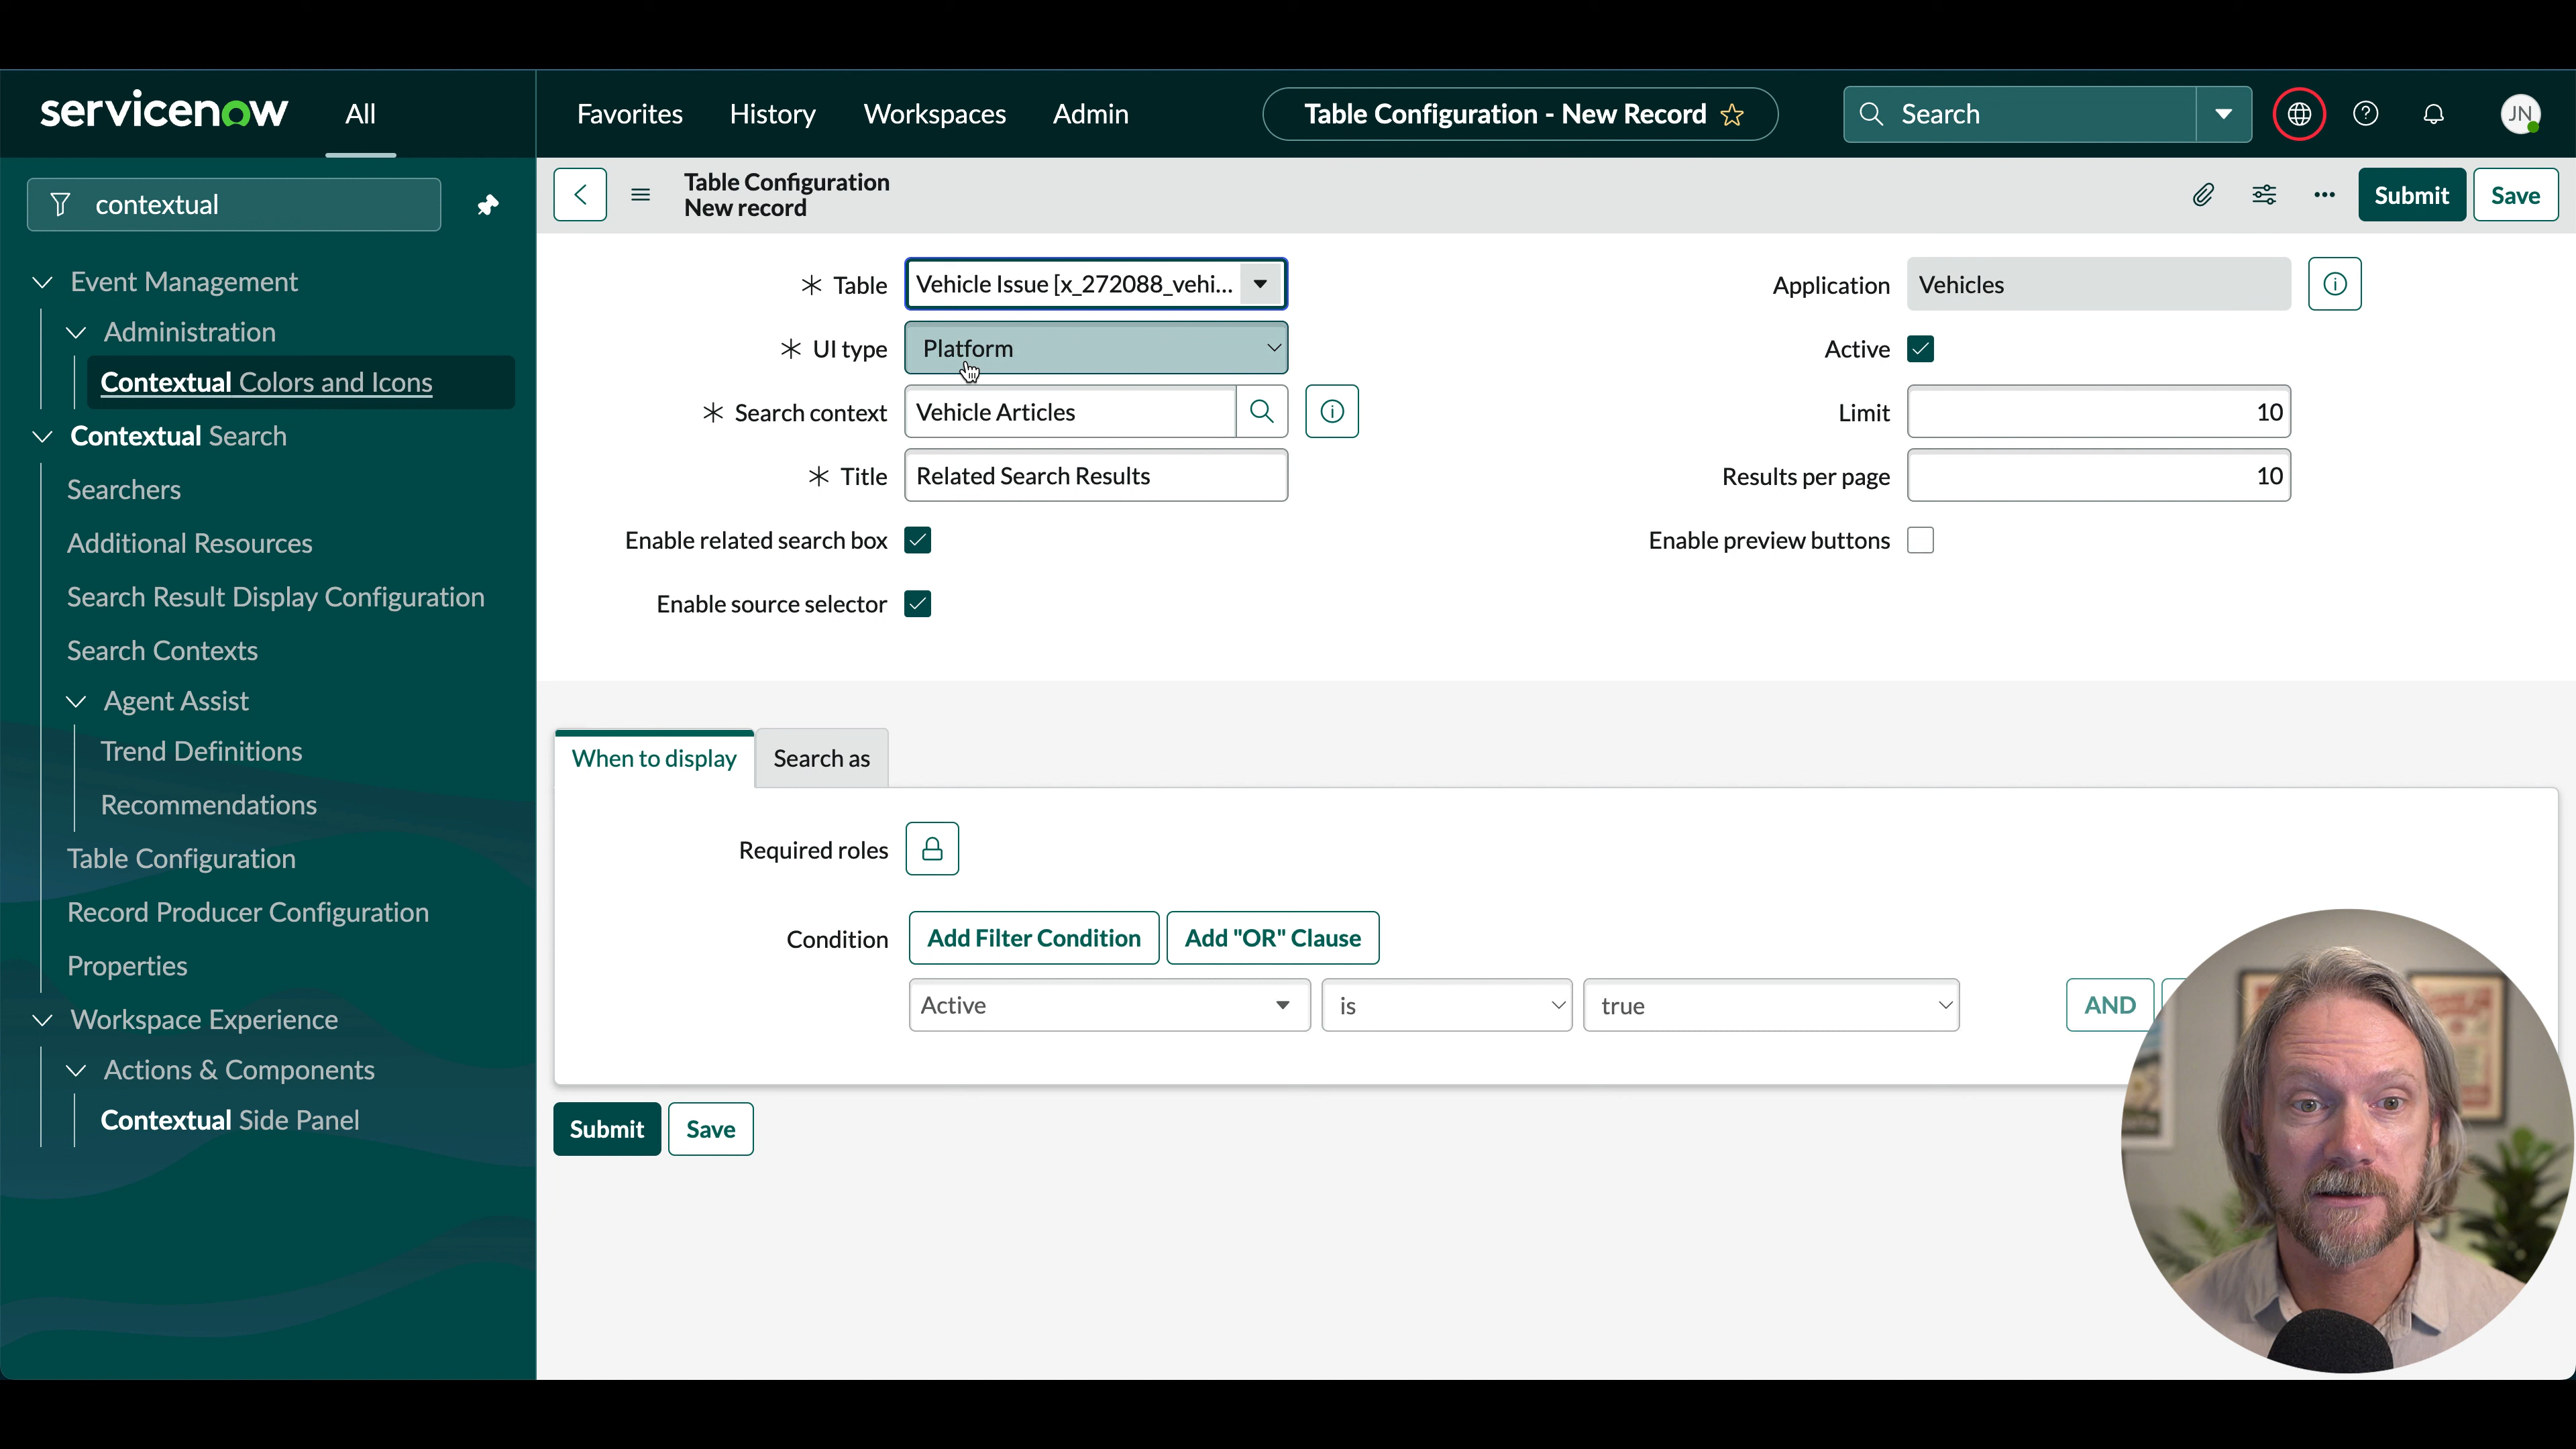 servicenow
All
Favorites
History
Workspaces
Admin
Table Configuration - New Record
Search
JN
contextual
Event Management
Administration
Contextual Colors and Icons
Contextual Search
Searchers
Additional Resources
Search Result Display Configuration
Search Contexts
Agent Assist
Trend Definitions
Recommendations
Table Configuration
Record Producer Configuration
Properties
Workspace Experience
Actions & Components
Contextual Side Panel
Table Configuration
New record
Submit
Save
Table
Vehicle Issue [x_272088_vehi...
UI type
Platform
Search context
Vehicle Articles
Title
Related Search Results
Enable related search box
Enable source selector
Application
Vehicles
Active
Limit
10
Results per page
10
Enable preview buttons
When to display
Search as
Required roles
Condition
Add Filter Condition
Add "OR" Clause
Active
is
true
AND
Submit
Save